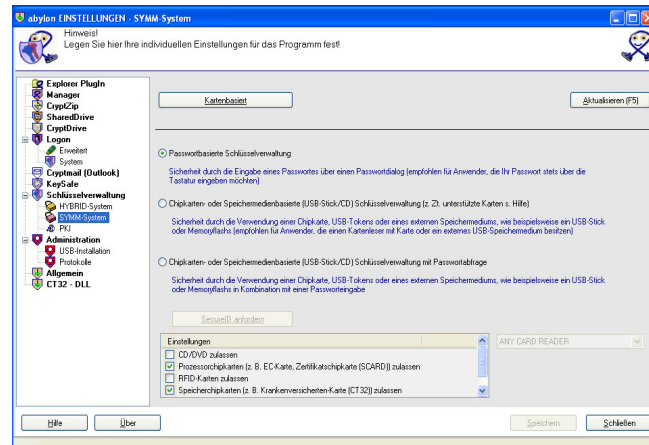 abylon EINSTELLUNGEN - SYMM-System
Hinweis!
Legen Sie hier Ihre individuellen Einstellungen für das Programm fest!
Explorer PlugIn
Manager
CryptZip
SharedDrive
CryptDrive
Logon
Erweitert
System
Cryptmail (Outlook)
KeySafe
Schlüsselverwaltung
HYBRID-System
SYMM-System
PKI
Administration
USB-Installation
Protokolle
Allgemein
CT32 - DLL
Kartenbasiert
Aktualisieren (F5)
Passwortbasierte Schlüsselverwaltung
Sicherheit durch die Eingabe eines Passwortes über einen Passwortdialog (empfohlen für Anwender, die Ihr Passwort stets über die
Tastatur eingeben möchten)
Chipkarten- oder Speichermedienbasierte (USB-Stick/CD) Schlüsselverwaltung (z. Zt. unterstützte Karten s. Hilfe)
Sicherheit durch die Verwendung einer Chipkarte, USB-Tokens oder eines externen Speichermediums, wie beispielsweise ein USB-Stick
oder Memoryflashs (empfohlen für Anwender, die einen Kartenleser mit Karte oder ein externes USB-Speichermedium besitzen)
Chipkarten- oder Speichermedienbasierte (USB-Stick/CD) Schlüsselverwaltung mit Passwortabfrage
Sicherheit durch die Verwendung einer Chipkarte, USB-Tokens oder eines externen Speichermediums, wie beispielsweise ein USB-Stick
oder Memoryflashs in Kombination mit einer Passworteingabe
SecureID anfordern
Einstellungen
ANY CARD READER
CD/DVD zulassen
Prozessorchipkarten (z. B. EC-Karte, Zertifikatschipkarte (SCARD)) zulassen
RFID-Karten zulassen
Speicherchipkarten (z. B. Krankenversicherten-Karte (CT32)) zulassen
Hilfe
Über
Speichern
Schließen